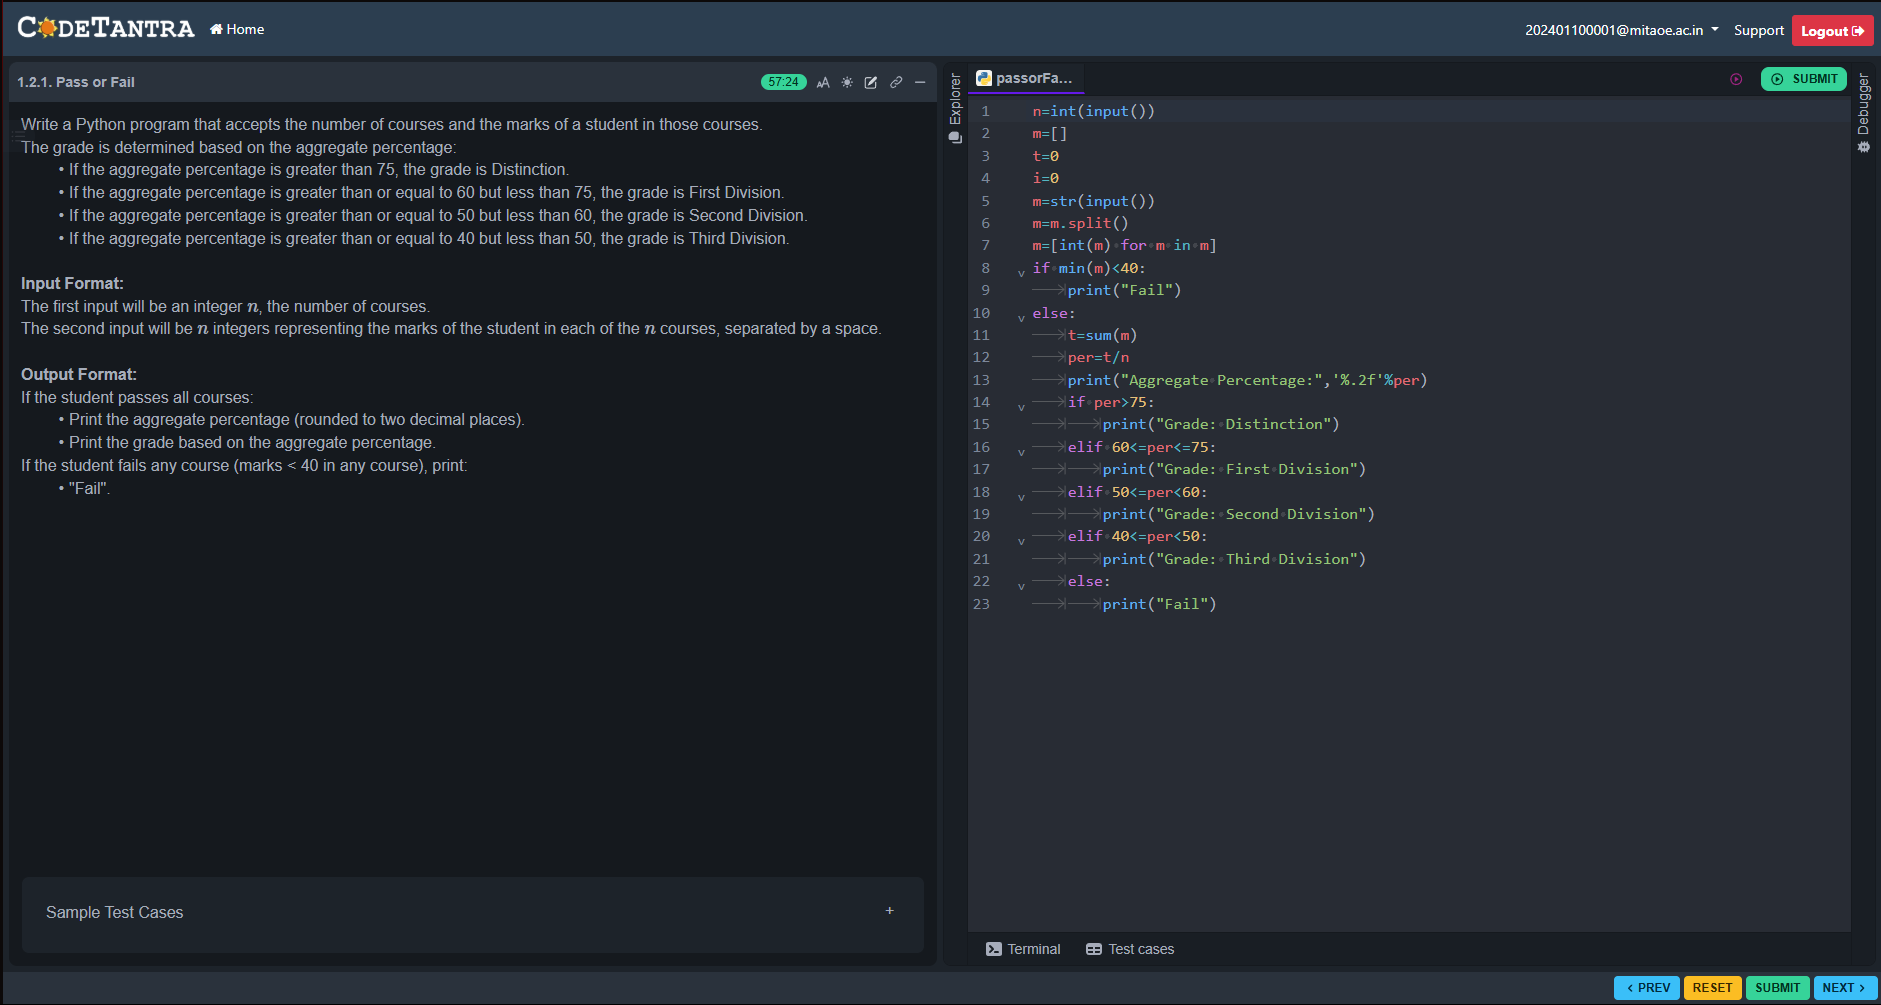 CODETANTRA Home 202401100001@mitaoe.ac.in Support Logout
1.2.1. Pass or Fail 57:24 AA
Write a Python program that accepts the number of courses and the marks of a student in those courses.
The grade is determined based on the aggregate percentage:
• If the aggregate percentage is greater than 75, the grade is Distinction.
• If the aggregate percentage is greater than or equal to 60 but less than 75, the grade is First Division.
• If the aggregate percentage is greater than or equal to 50 but less than 60, the grade is Second Division.
• If the aggregate percentage is greater than or equal to 40 but less than 50, the grade is Third Division.
Input Format:
The first input will be an integer n, the number of courses.
The second input will be n integers representing the marks of the student in each of the n courses, separated by a space.
Output Format:
If the student passes all courses:
• Print the aggregate percentage (rounded to two decimal places).
• Print the grade based on the aggregate percentage.
If the student fails any course (marks < 40 in any course), print:
• "Fail".
Sample Test Cases +
Explorer
passorFa...
SUBMIT
Debugger
1 n=int(input())
2 m=[]
3 t=0
4 i=0
5 m=str(input())
6 m=m.split()
7 m=[int(m) for m in m]
8 if min(m)<40:
9 print("Fail")
10 else:
11 t=sum(m)
12 per=t/n
13 print("Aggregate Percentage:",'%.2f'%per)
14 if per>75:
15 print("Grade: Distinction")
16 elif 60<=per<=75:
17 print("Grade: First Division")
18 elif 50<=per<60:
19 print("Grade: Second Division")
20 elif 40<=per<50:
21 print("Grade: Third Division")
22 else:
23 print("Fail")
Terminal Test cases
< PREV RESET SUBMIT NEXT >